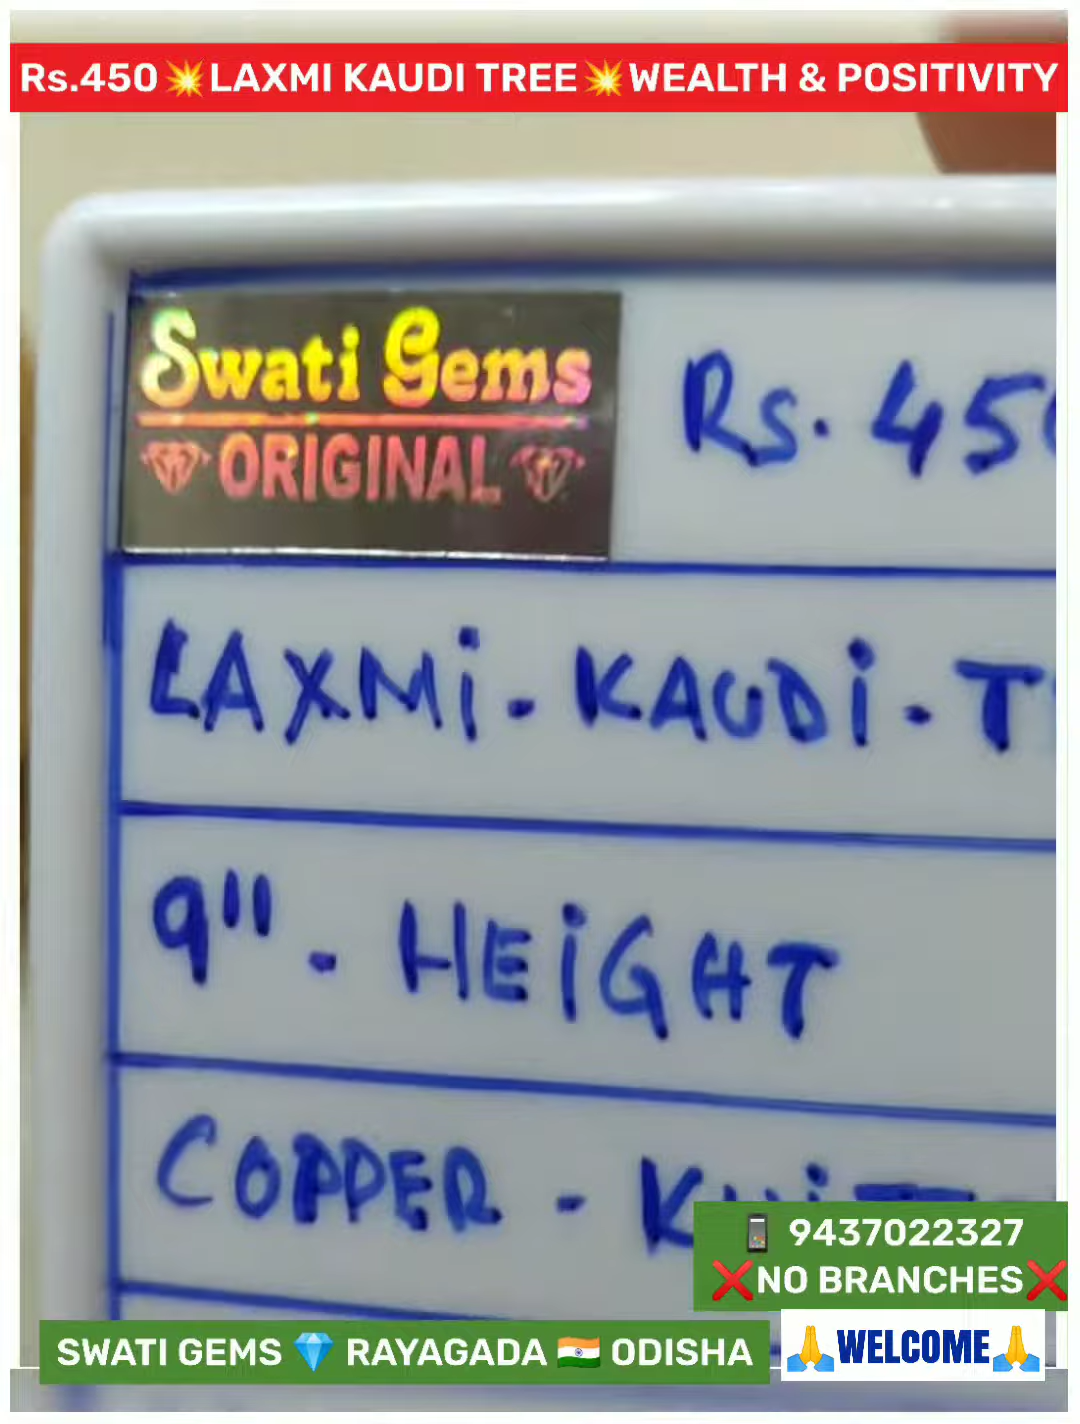 Rs.450💥LAXMI KAUDI TREE💥WEALTH & POSITIVITY
Swati Gems
ORIGINAL
Rs. 45
LAXMi - KAUDi - T
9" - HEiGHT
COPPER -
📱 9437022327
❌NO BRANCHES❌
SWATI GEMS 💎 RAYAGADA 🇮🇳 ODISHA
🙏WELCOME🙏